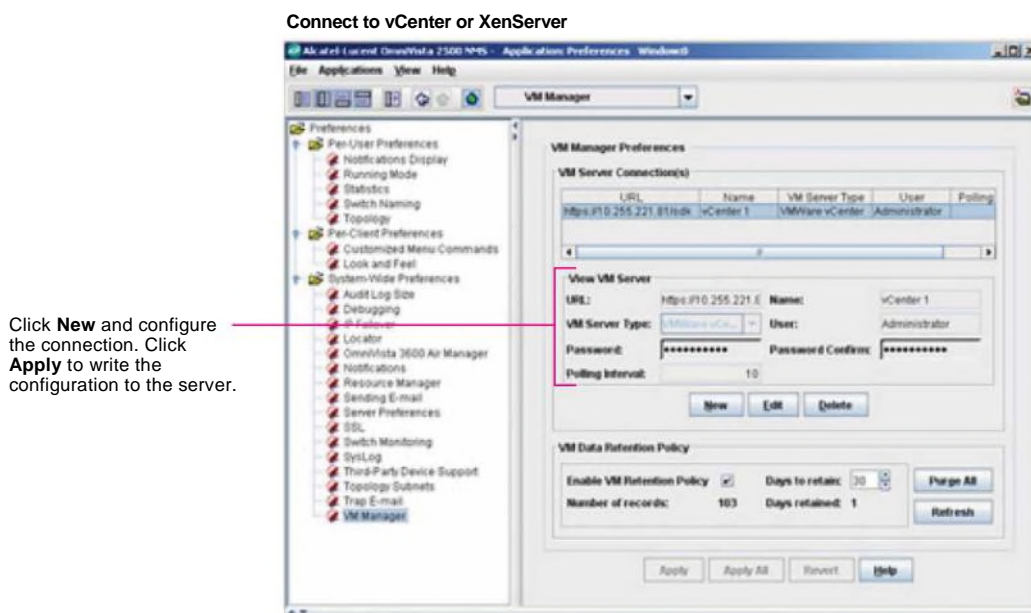 Connect to vCenter or XenServer
Alcatel-Lucent OmniVista 2500 NMS - Application: Preferences Window:0
File Applications View Help
VM Manager
Preferences
Per-User Preferences
Notifications Display
Running Mode
Statistics
Switch Naming
Topology
Per-Client Preferences
Customized Menu Commands
Look and Feel
System-Wide Preferences
Audit Log Size
Debugging
IP Failover
Locator
OmniVista 3600 Air Manager
Notifications
Resource Manager
Sending E-mail
Server Preferences
SSL
Switch Monitoring
SysLog
Third-Party Device Support
Topology Subnets
Trap E-mail
VM Manager
Click New and configure
the connection. Click
Apply to write the
configuration to the server.
VM Manager Preferences
VM Server Connection(s)
URL Name VM Server Type User Polling
https://10.255.221.81/sdk vCenter 1 VMWare vCenter Administrator
View VM Server
URL: https://10.255.221.8 Name: vCenter 1
VM Server Type: VMWare vCe... User: Administrator
Password: ********** Password Confirm: **********
Polling Interval: 10
New Edit Delete
VM Data Retention Policy
Enable VM Retention Policy Days to retain: 30 Purge All
Number of records: 103 Days retained: 1 Refresh
Apply Apply All Revert Help